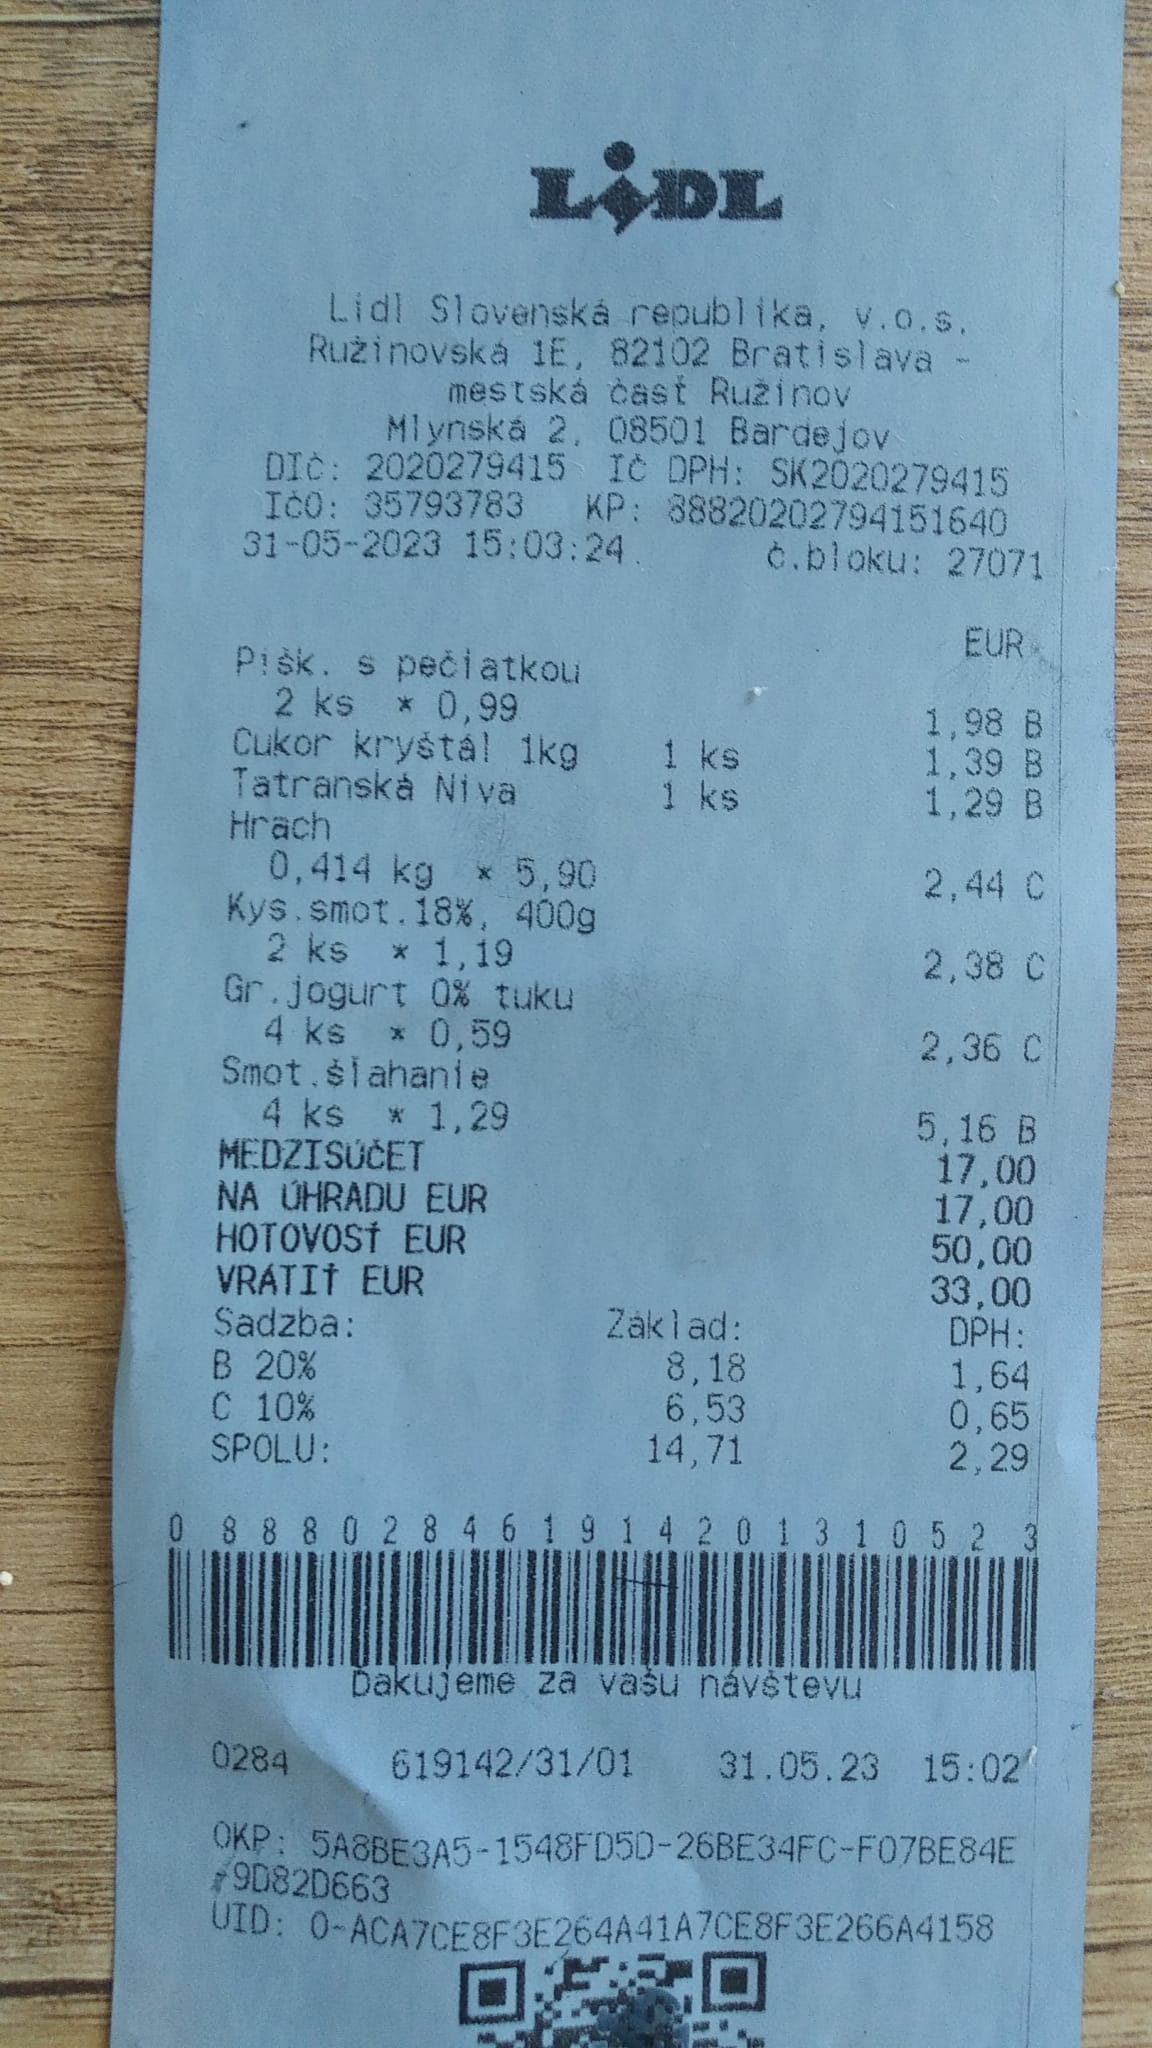 LiDL
Lidl Slovenská republika, v.o.s.
Ružinovská 1E, 82102 Bratislava -
mestská časť Ružinov
Mlynská 2, 08501 Bardejov
DIČ: 2020279415 IČ DPH: SK2020279415
IČO: 35793783 KP: 88820202794151640
31-05-2023 15:03:24 č.bloku: 27071
EUR
Pišk. s pečiatkou
2 ks * 0,99 1,98 B
Cukor kryštál 1kg 1 ks 1,39 B
Tatranská Niva 1 ks 1,29 B
Hrach
0,414 kg * 5,90 2,44 C
Kys.smot.18%, 400g
2 ks * 1,19 2,38 C
Gr.jogurt 0% tuku
4 ks * 0,59 2,36 C
Smot.šľahanie
4 ks * 1,29 5,16 B
MEDZISÚČET 17,00
NA ÚHRADU EUR 17,00
HOTOVOSŤ EUR 50,00
VRÁTIŤ EUR 33,00
Sadzba: Základ: DPH:
B 20% 8,18 1,64
C 10% 6,53 0,65
SPOLU: 14,71 2,29
0 8 8 8 0 2 8 4 6 1 9 1 4 2 0 1 3 1 0 5 2 3
Ďakujeme za vašu návštevu
0284 619142/31/01 31.05.23 15:02
OKP: 5A8BE3A5-1548FD5D-26BE34FC-F07BE84E
-9D82D663
UID: O-ACA7CE8F3E264A41A7CE8F3E266A4158